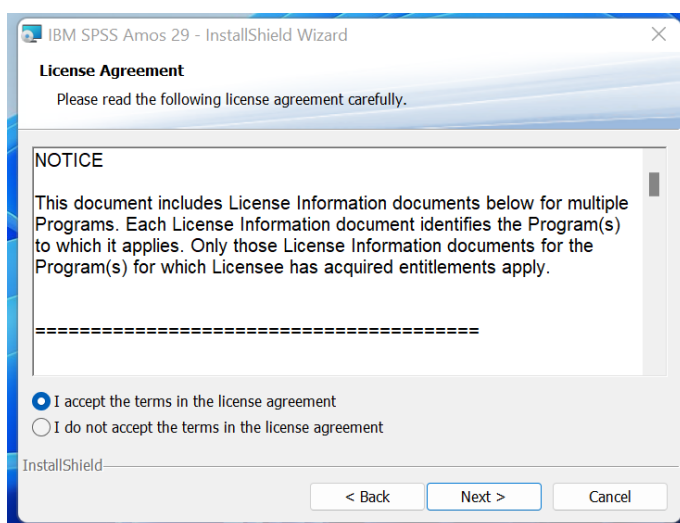 IBM SPSS Amos 29 - InstallShield Wizard
License Agreement
Please read the following license agreement carefully.
NOTICE
This document includes License Information documents below for multiple
Programs. Each License Information document identifies the Program(s)
to which it applies. Only those License Information documents for the
Program(s) for which Licensee has acquired entitlements apply.
========================================
I accept the terms in the license agreement
I do not accept the terms in the license agreement
InstallShield
< Back Next > Cancel